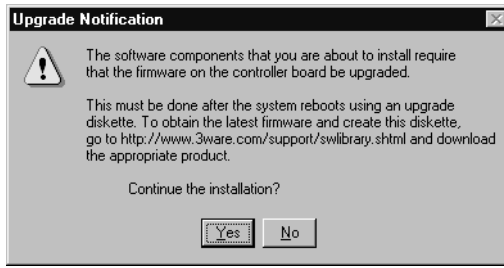 Upgrade Notification
The software components that you are about to install require
that the firmware on the controller board be upgraded.
This must be done after the system reboots using an upgrade
diskette. To obtain the latest firmware and create this diskette,
go to http://www.3ware.com/support/swlibrary.shtml and download
the appropriate product.
Continue the installation?
Yes
No